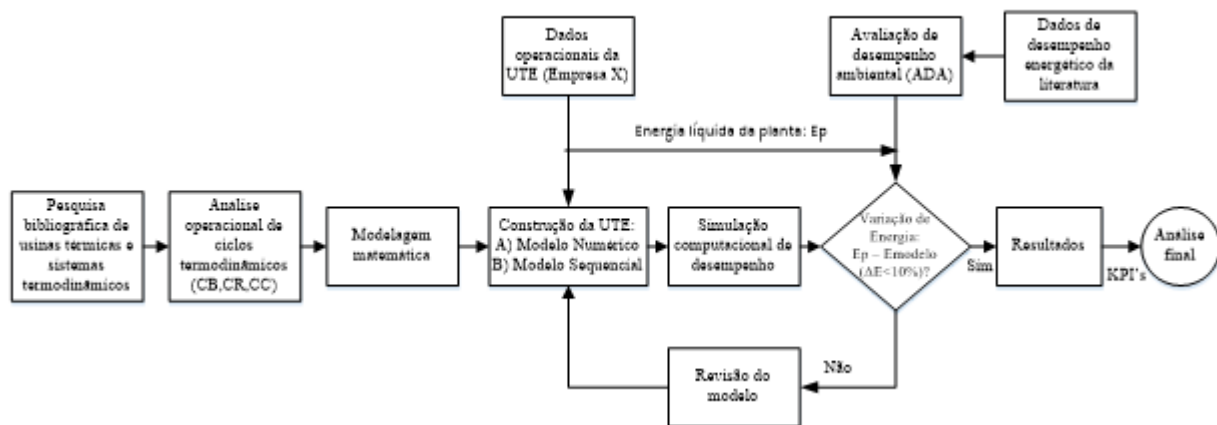 Dados
operacionais da
UTE (Empresa X)
Avaliação de
desempenho
ambiental (ADA)
Dados de
desempenho
energético da
literatura
Energia líquida da planta: Ep
Pesquisa
bibliográfica de
usinas térmicas e
sistemas
termodinâmicos
Análise
operacional de
ciclos
termodinâmicos
(CB,CR,CC)
Modelagem
matemática
Construção da UTE:
A) Modelo Numérico
B) Modelo Sequencial
Simulação
computacional de
desempenho
Variação de
Energia:
Ep – Emodelo
(ΔE<10%)?
Sim
Resultados
KPI's
Análise
final
Não
Revisão do
modelo